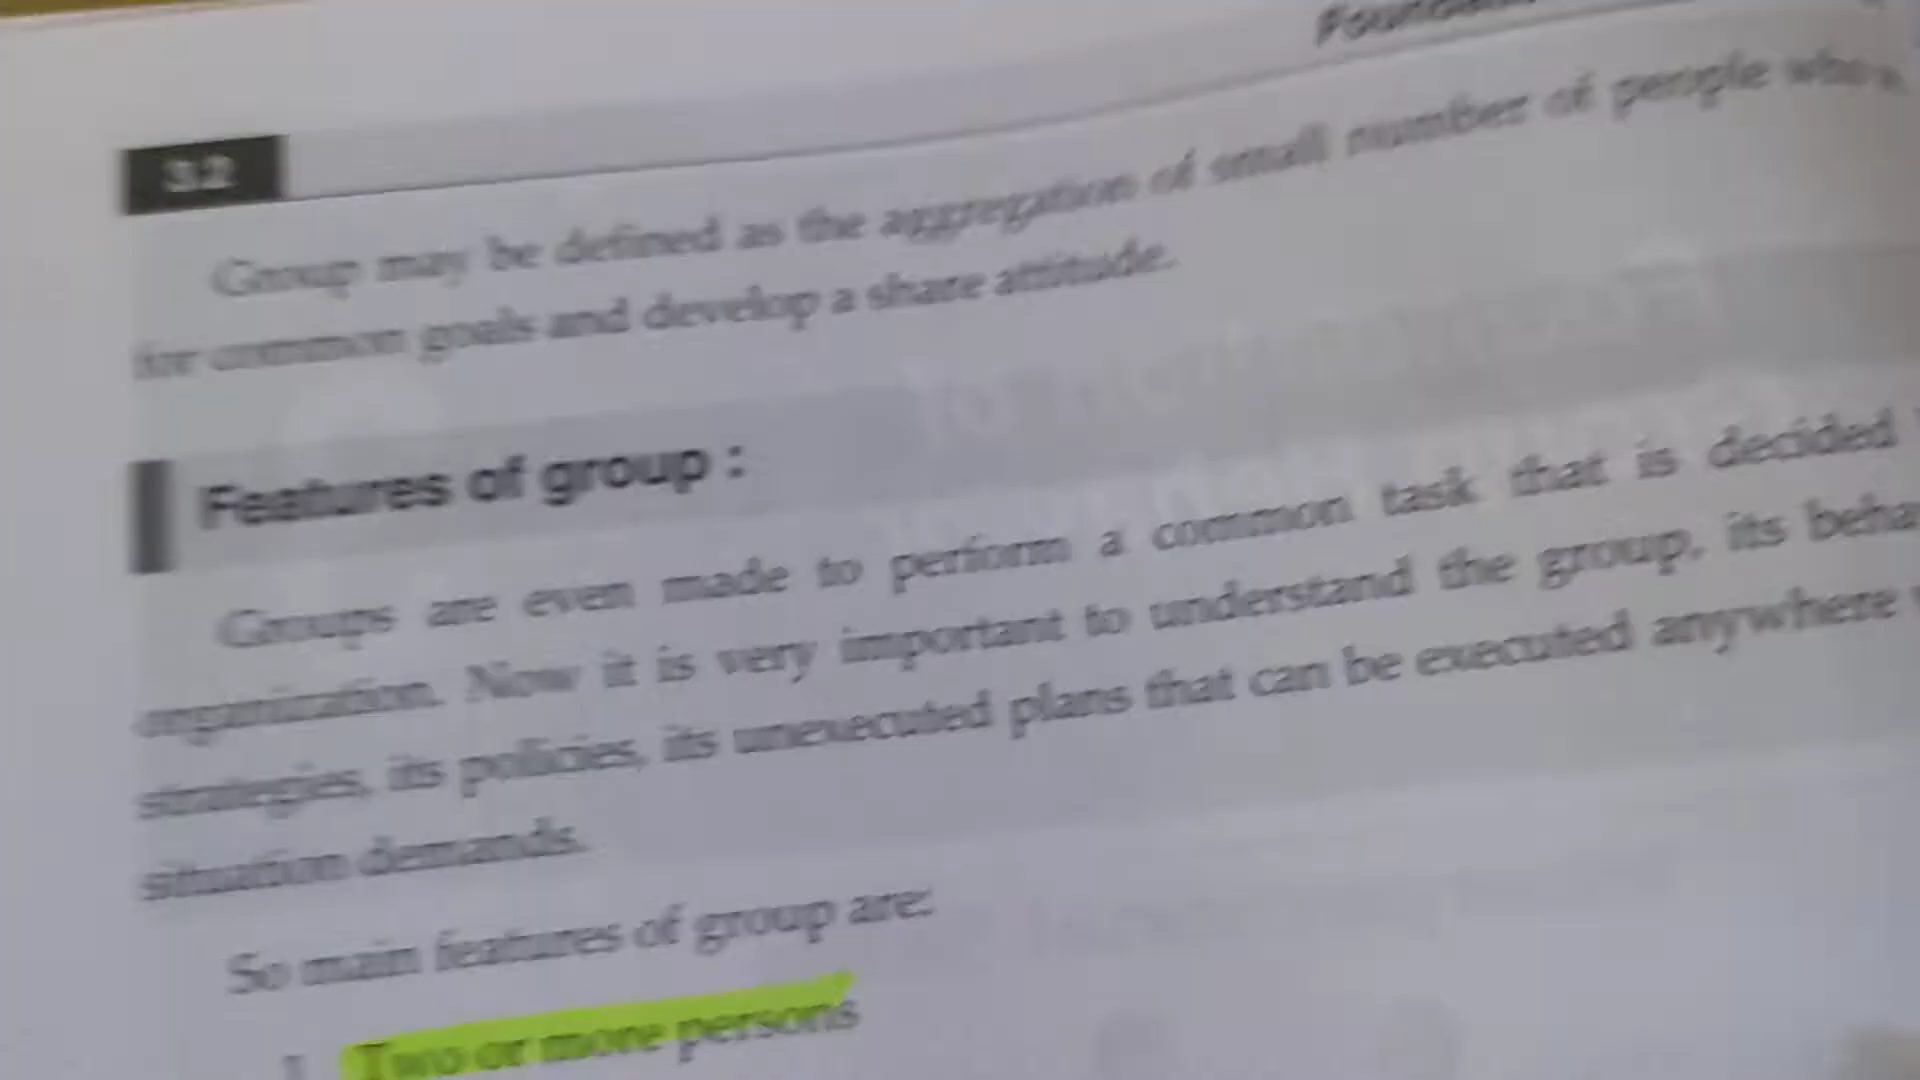 32
Group may be defined as the aggregation of small number of people who
for common goals and develop a share attitude.
Features of group :
Groups are even made to perform a common task that is decided
organization. Now it is very important to understand the group, its
strategies, its policies, its unexecuted plans that can be executed anywhere
situation demands.
So main features of group are:
1. Two or more persons